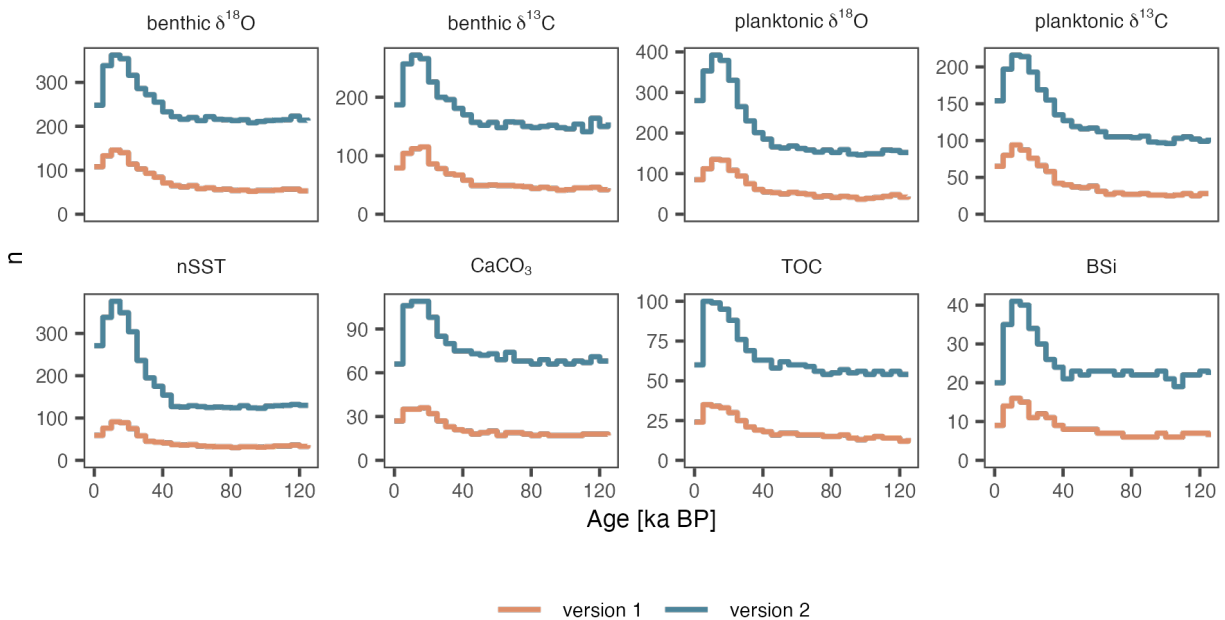 benthic δ¹⁸O
benthic δ¹³C
planktonic δ¹⁸O
planktonic δ¹³C
300
200
100
0
200
100
0
400
300
200
100
0
200
150
100
50
0
n
nSST
CaCO₃
TOC
BSi
300
200
100
0
90
60
30
0
100
75
50
25
0
40
30
20
10
0
0 40 80 120
0 40 80 120
0 40 80 120
0 40 80 120
Age [ka BP]
version 1
version 2